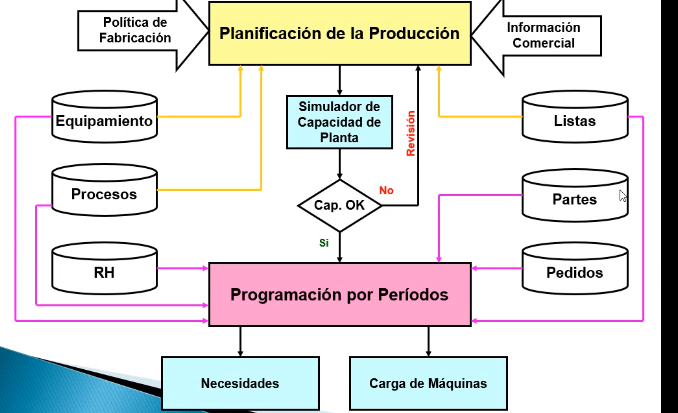 Política de
Fabricación
Planificación de la Producción
Información
Comercial
Equipamiento
Simulador de
Capacidad de
Planta
Revisión
Listas
Procesos
No
Cap. OK
Partes
Si
RH
Pedidos
Programación por Períodos
Necesidades
Carga de Máquinas